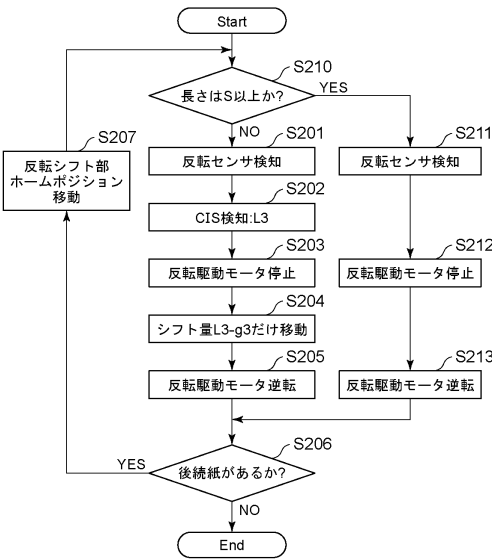 Start
S210
長さはS以上か?
YES
NO
S201
反転センサ検知
S211
反転センサ検知
S207
反転シフト部
ホームポジション
移動
S202
CIS検知:L3
S203
反転駆動モータ停止
S212
反転駆動モータ停止
S204
シフト量L3-g3だけ移動
S205
反転駆動モータ逆転
S213
反転駆動モータ逆転
S206
後続紙があるか?
YES
NO
End